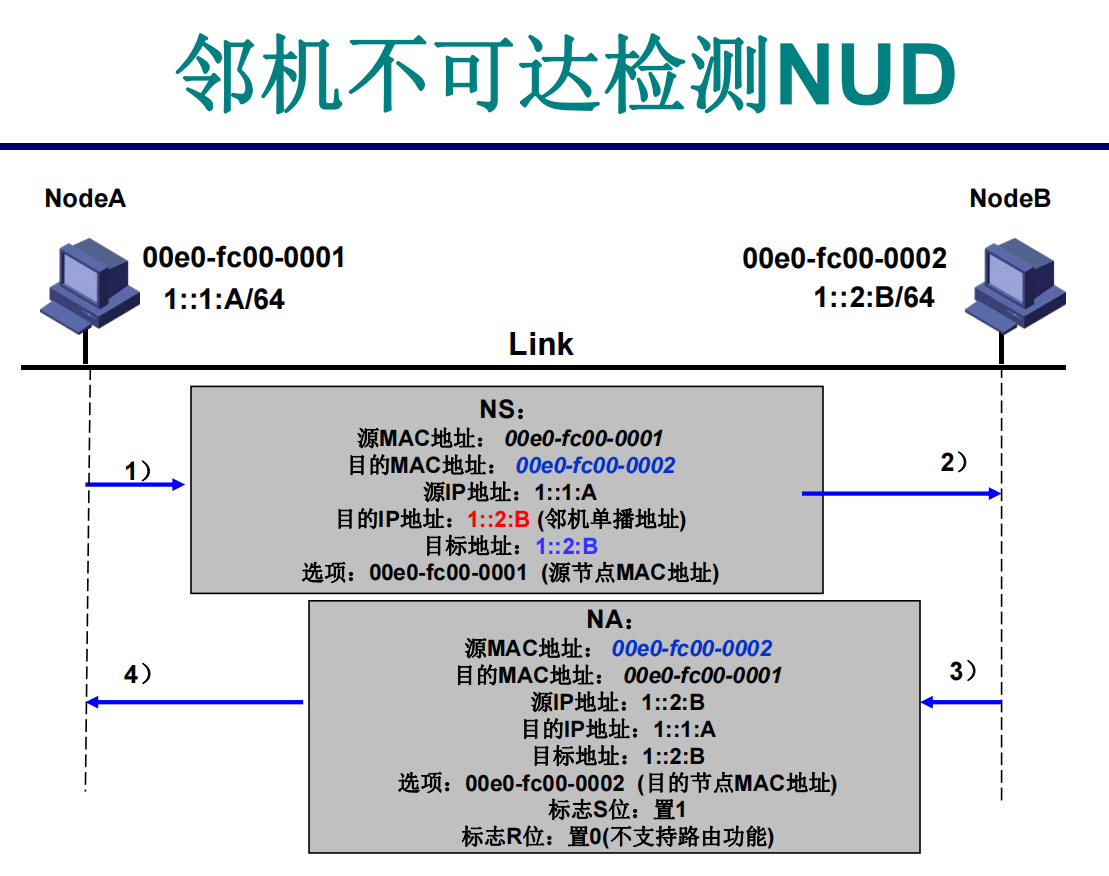 邻机不可达检测NUD
NodeA
NodeB
00e0-fc00-0001
1::1:A/64
00e0-fc00-0002
1::2:B/64
Link
1）
2）
NS：
源MAC地址： 00e0-fc00-0001
目的MAC地址： 00e0-fc00-0002
源IP地址：1::1:A
目的IP地址：1::2:B (邻机单播地址)
目标地址：1::2:B
选项：00e0-fc00-0001 (源节点MAC地址)
4）
3）
NA：
源MAC地址： 00e0-fc00-0002
目的MAC地址： 00e0-fc00-0001
源IP地址：1::2:B
目的IP地址：1::1:A
目标地址：1::2:B
选项：00e0-fc00-0002 (目的节点MAC地址)
标志S位：置1
标志R位：置0(不支持路由功能)